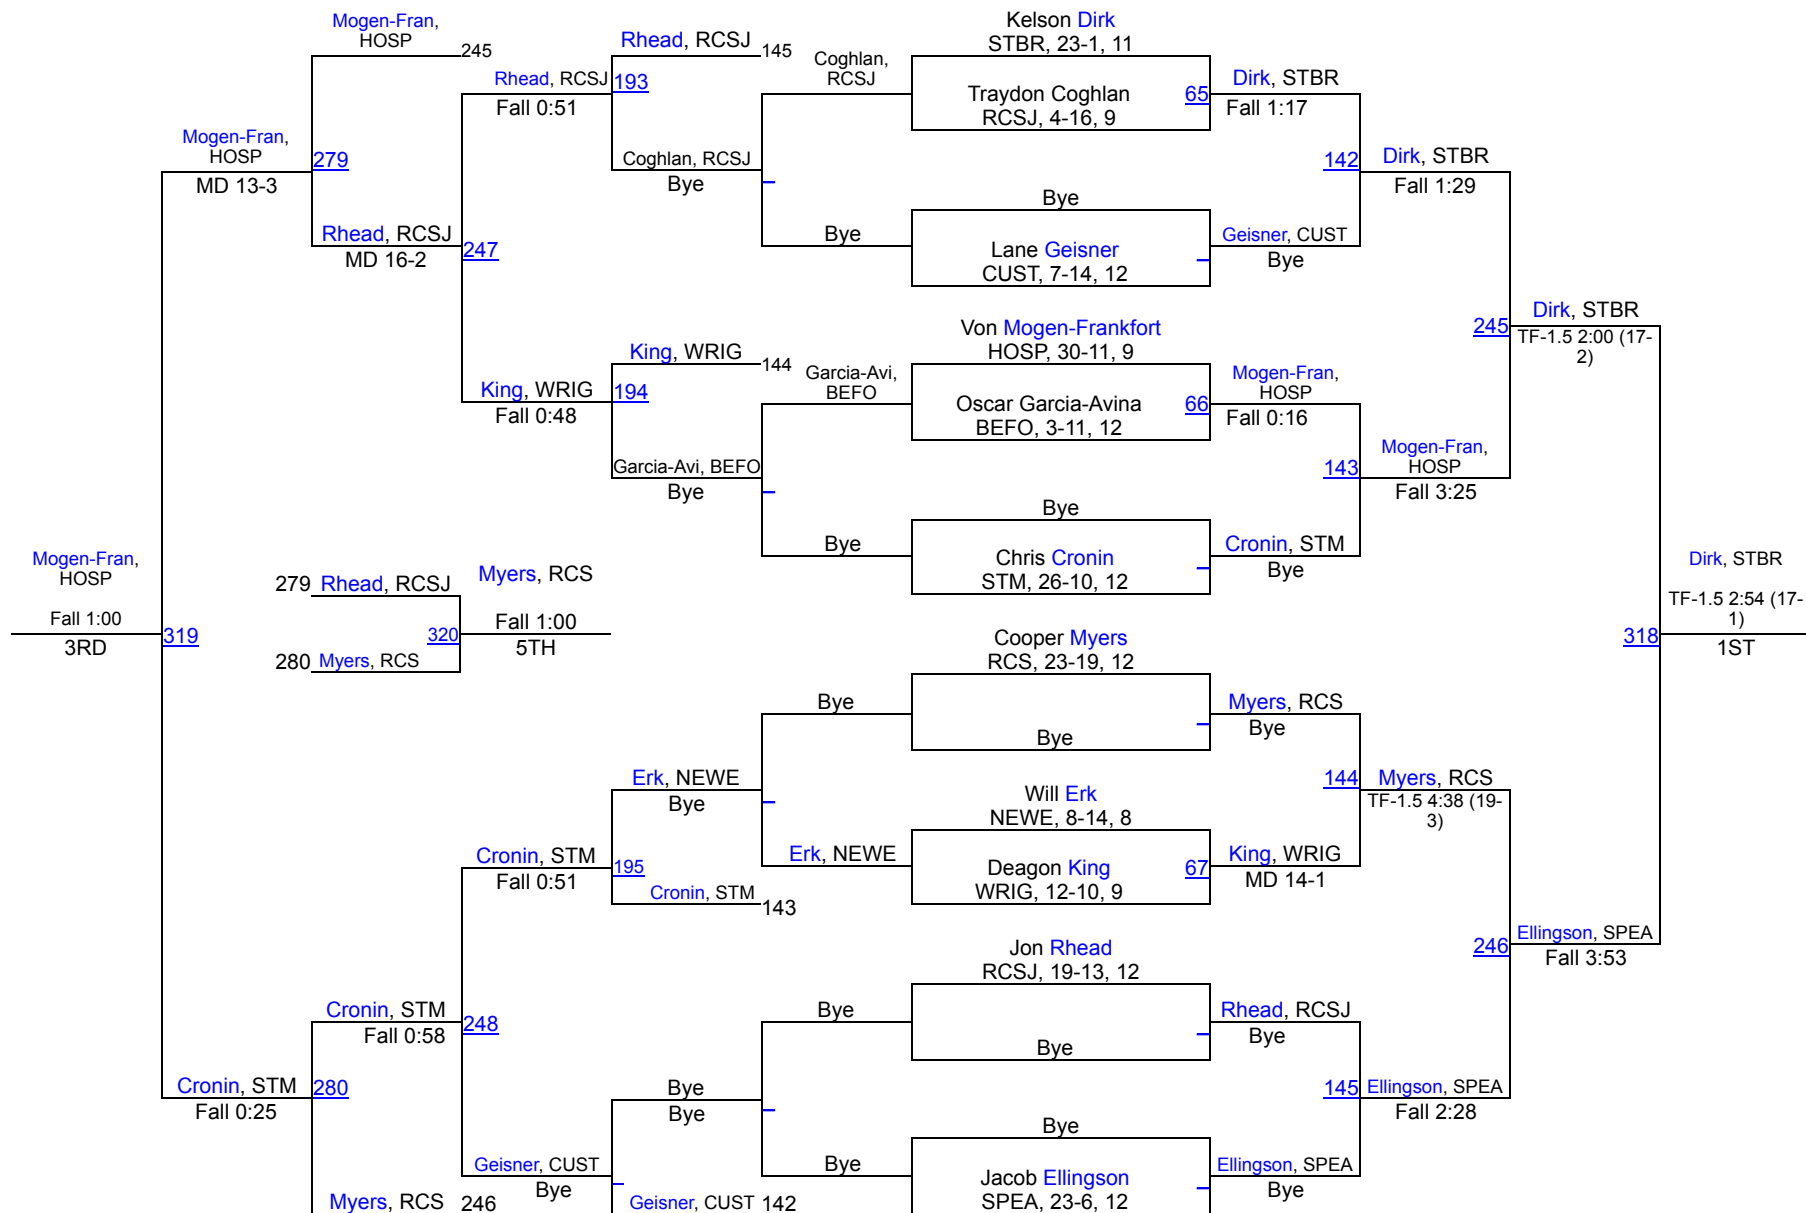 Mogen-Fran,
HOSP
245
Rhead, RCSJ
145
Rhead, RCSJ
193
Fall 0:51
Coghlan,
RCSJ
Kelson Dirk
STBR, 23-1, 11
Traydon Coghlan
RCSJ, 4-16, 9
65
Dirk, STBR
Fall 1:17
Mogen-Fran,
HOSP
279
MD 13-3
Coghlan, RCSJ
Bye
142
Dirk, STBR
Fall 1:29
Rhead, RCSJ
MD 16-2
247
Bye
Bye
Lane Geisner
CUST, 7-14, 12
Geisner, CUST
Bye
Von Mogen-Frankfort
HOSP, 30-11, 9
245
Dirk, STBR
TF-1.5 2:00 (17-
2)
King, WRIG
144
King, WRIG
194
Fall 0:48
Garcia-Avi,
BEFO
Oscar Garcia-Avina
BEFO, 3-11, 12
66
Mogen-Fran,
HOSP
Fall 0:16
Garcia-Avi, BEFO
Bye
143
Mogen-Fran,
HOSP
Fall 3:25
Bye
Bye
Chris Cronin
STM, 26-10, 12
Cronin, STM
Bye
Mogen-Fran,
HOSP
Fall 1:00
3RD
319
279 Rhead, RCSJ
280 Myers, RCS
320
Myers, RCS
Fall 1:00
5TH
Dirk, STBR
TF-1.5 2:54 (17-
1)
318
1ST
Cooper Myers
RCS, 23-19, 12
Bye
Bye
Myers, RCS
Bye
Erk, NEWE
Bye
Will Erk
NEWE, 8-14, 8
144
Myers, RCS
TF-1.5 4:38 (19-
3)
Cronin, STM
Fall 0:51
195
Erk, NEWE
Deagon King
WRIG, 12-10, 9
67
King, WRIG
MD 14-1
Cronin, STM
143
Jon Rhead
RCSJ, 19-13, 12
246
Ellingson, SPEA
Fall 3:53
Cronin, STM
Fall 0:58
248
Bye
Bye
Rhead, RCSJ
Bye
Cronin, STM
Fall 0:25
280
Bye
Bye
145
Ellingson, SPEA
Fall 2:28
Bye
Geisner, CUST
Bye
Bye
Jacob Ellingson
SPEA, 23-6, 12
Ellingson, SPEA
Bye
Myers, RCS 246
Geisner, CUST 142